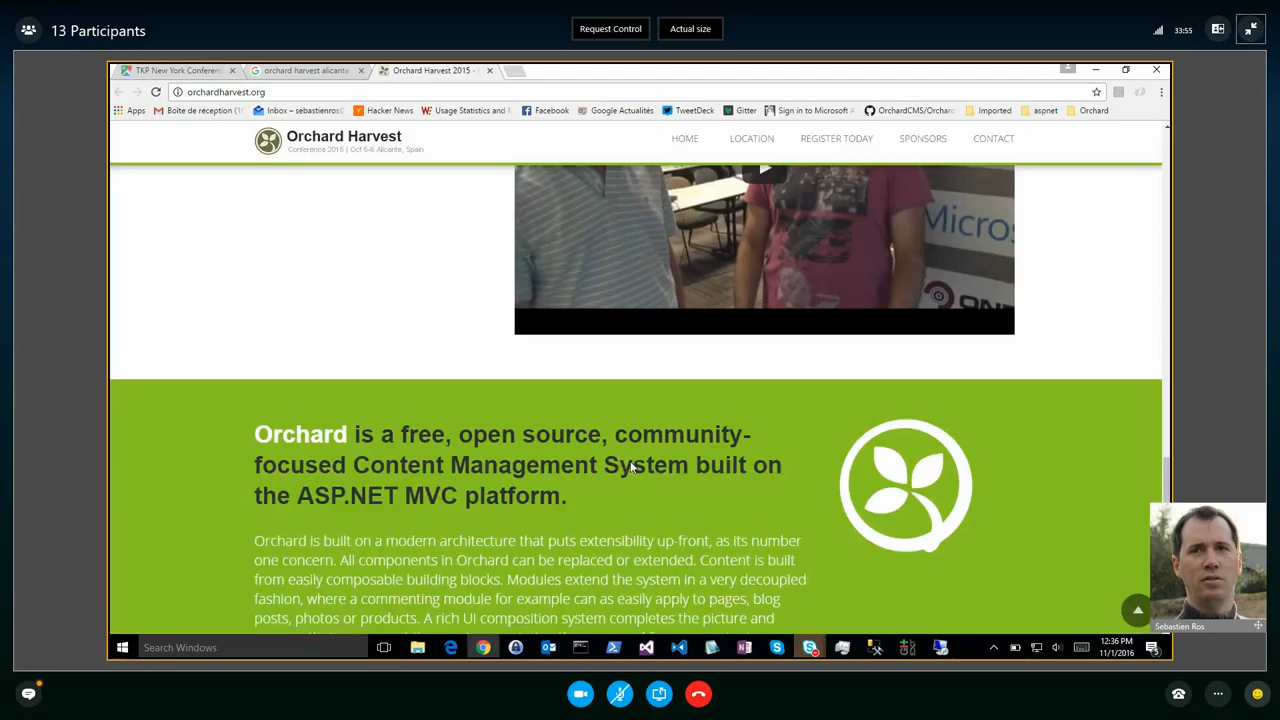 13 Participants
Request Control
Actual size
33:55
TKP New York Conferen
orchard harvest alicante
Orchard Harvest 2015 -
orchardharvest.org
Apps
Boîte de réception (1
Inbox – sebastienros
Hacker News
Usage Statistics and
Facebook
Google Actualités
TweetDeck
Gitter
Sign in to Microsoft
OrchardCMS/Orchard
Imported
aspnet
Orchard
Orchard Harvest
Conference 2015 | Oct 5-6 Alicante, Spain
HOME
LOCATION
REGISTER TODAY
SPONSORS
CONTACT
Micros
Orchard is a free, open source, community-
focused Content Management System built on
the ASP.NET MVC platform.
Orchard is built on a modern architecture that puts extensibility up-front, as its number
one concern. All components in Orchard can be replaced or extended. Content is built
from easily composable building blocks. Modules extend the system in a very decoupled
fashion, where a commenting module for example can as easily apply to pages, blog
posts, photos or products. A rich UI composition system completes the picture and
Sebastien Ros
Search Windows
12:36 PM
11/1/2016